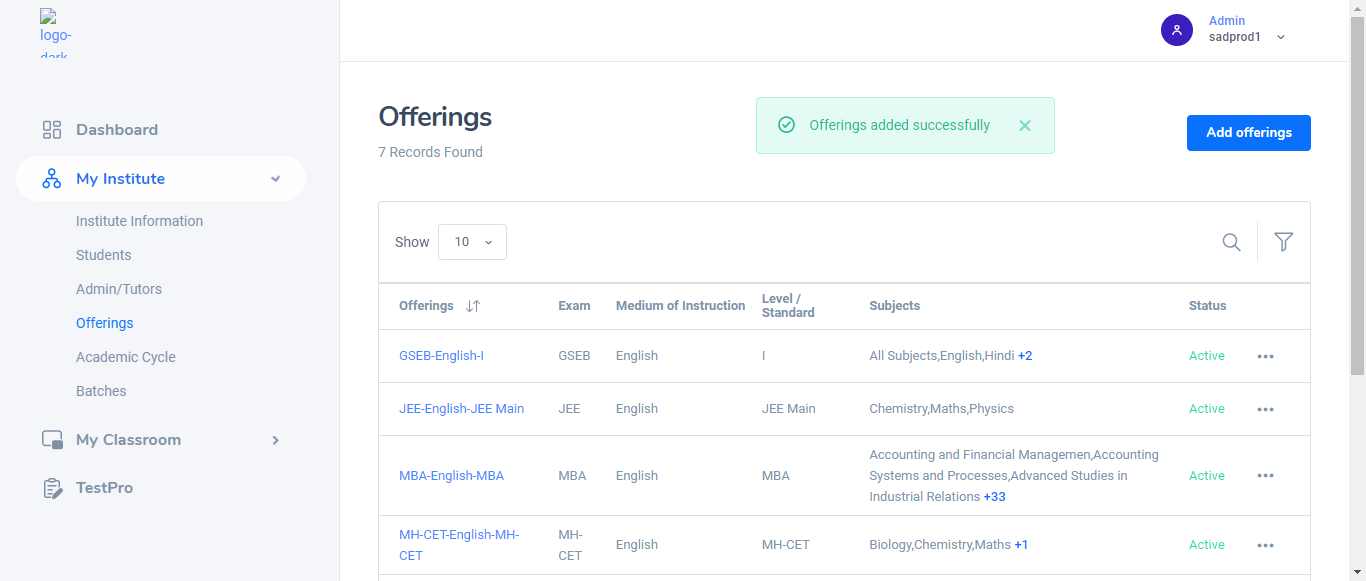 logo-
dark
Admin
sadprod1
Dashboard
My Institute
Institute Information
Students
Admin/Tutors
Offerings
Academic Cycle
Batches
My Classroom
TestPro
Offerings
7 Records Found
Offerings added successfully
Add offerings
Show 10
Offerings Exam Medium of Instruction Level / Standard Subjects Status
GSEB-English-I GSEB English I All Subjects,English,Hindi +2 Active
JEE-English-JEE Main JEE English JEE Main Chemistry,Maths,Physics Active
MBA-English-MBA MBA English MBA Accounting and Financial Managemen,Accounting
Systems and Processes,Advanced Studies in
Industrial Relations +33 Active
MH-CET-English-MH-
CET
MH-
CET
English MH-CET Biology,Chemistry,Maths +1 Active